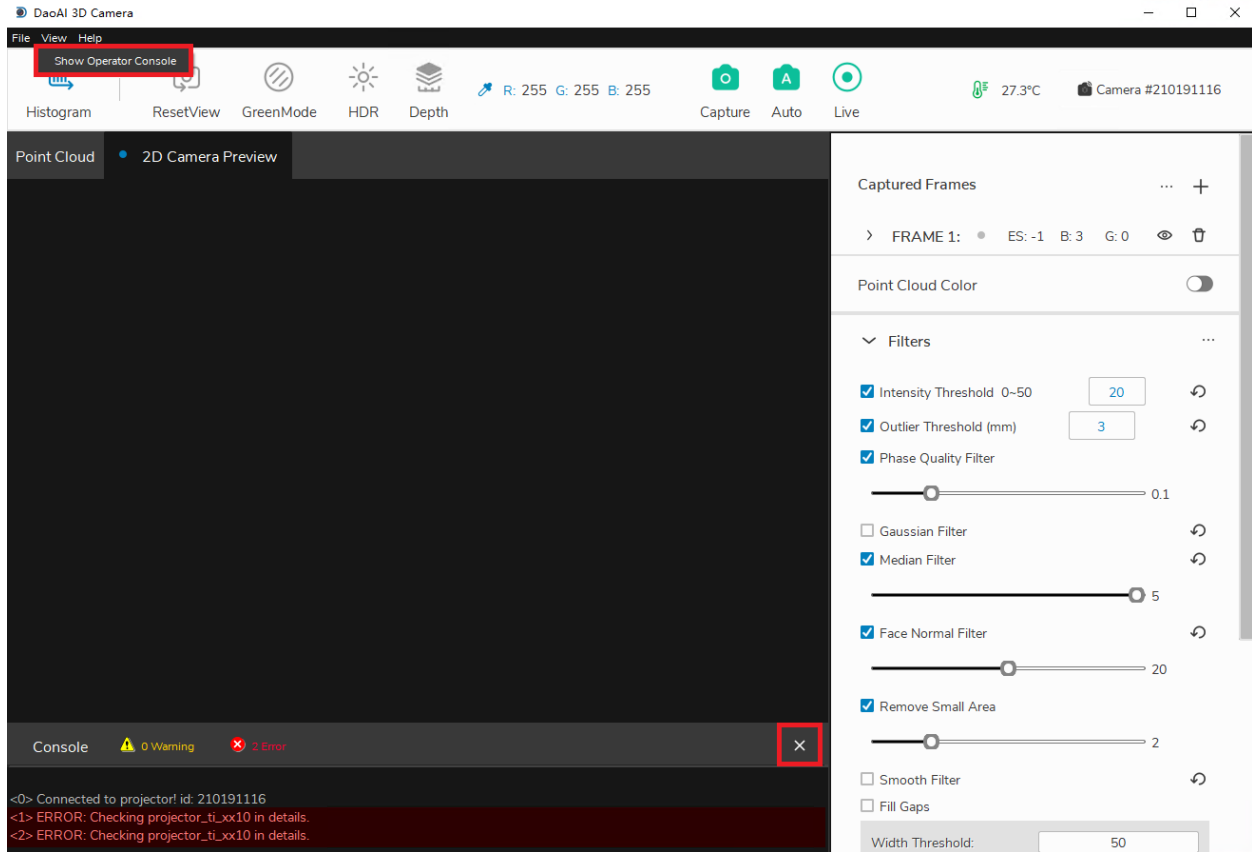 DaoAI 3D Camera
File View Help
Show Operator Console
R: 255 G: 255 B: 255
27.3°C
Camera #210191116
Histogram
ResetView
GreenMode
HDR
Depth
Capture
Auto
Live
Point Cloud
2D Camera Preview
Captured Frames
FRAME 1: ES: -1 B: 3 G: 0
Point Cloud Color
Filters
Intensity Threshold 0~50 20
Outlier Threshold (mm) 3
Phase Quality Filter
0.1
Gaussian Filter
Median Filter
5
Face Normal Filter
20
Remove Small Area
2
Smooth Filter
Fill Gaps
Width Threshold: 50
Console 0 Warning 2 Error
<0> Connected to projector! id: 210191116
<1> ERROR: Checking projector_ti_xx10 in details.
<2> ERROR: Checking projector_ti_xx10 in details.